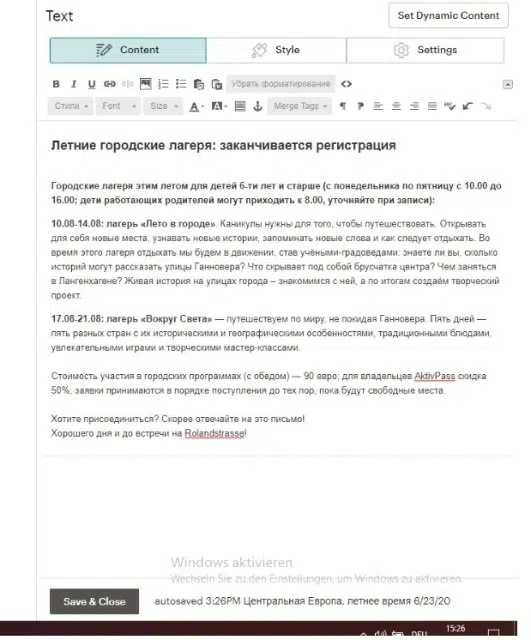 Text
Set Dynamic Content
Content
Style
Settings
B I U
Убрать форматирование
Стили
Font
Size
A
A
Merge Tags
Летние городские лагеря: заканчивается регистрация
Городские лагеря этим летом для детей 6-ти лет и старше (с понедельника по пятницу с 10.00 до
16.00; дети работающих родителей могут приходить к 8.00, уточняйте при записи):
10.08-14.08: лагерь «Лето в городе». Каникулы нужны для того, чтобы путешествовать. Открывать
для себя новые места, узнавать новые истории, запоминать новые слова и как следует отдыхать. Во
время этого лагеря отдыхать мы будем в движении, став учёными-градоведами: знаете ли вы, сколько
историй могут рассказать улицы Ганновера? Что скрывает под собой брусчатка центра? Чем заняться
в Лангенхагене? Живая история на улицах города – знакомимся с ней, а по итогам создаём творческий
проект.
17.08-21.08: лагерь «Вокруг Света» — путешествуем по миру, не покидая Ганновера. Пять дней —
пять разных стран с их историческими и географическими особенностями, традиционными блюдами,
увлекательными играми и творческими мастер-классами.
Стоимость участия в городских программах (с обедом) — 90 евро; для владельцев AktivPass скидка
50%, заявки принимаются в порядке поступления до тех пор, пока будут свободные места.
Хотите присоединиться? Скорее отвечайте на это письмо!
Хорошего дня и до встречи на Rolandstrasse!
Windows aktivieren
Wechseln Sie zu den Einstellungen, um Windows zu aktivieren.
Save & Close
autosaved 3:26PM Центральная Европа, летнее время 6/23/20
15:26
DEU